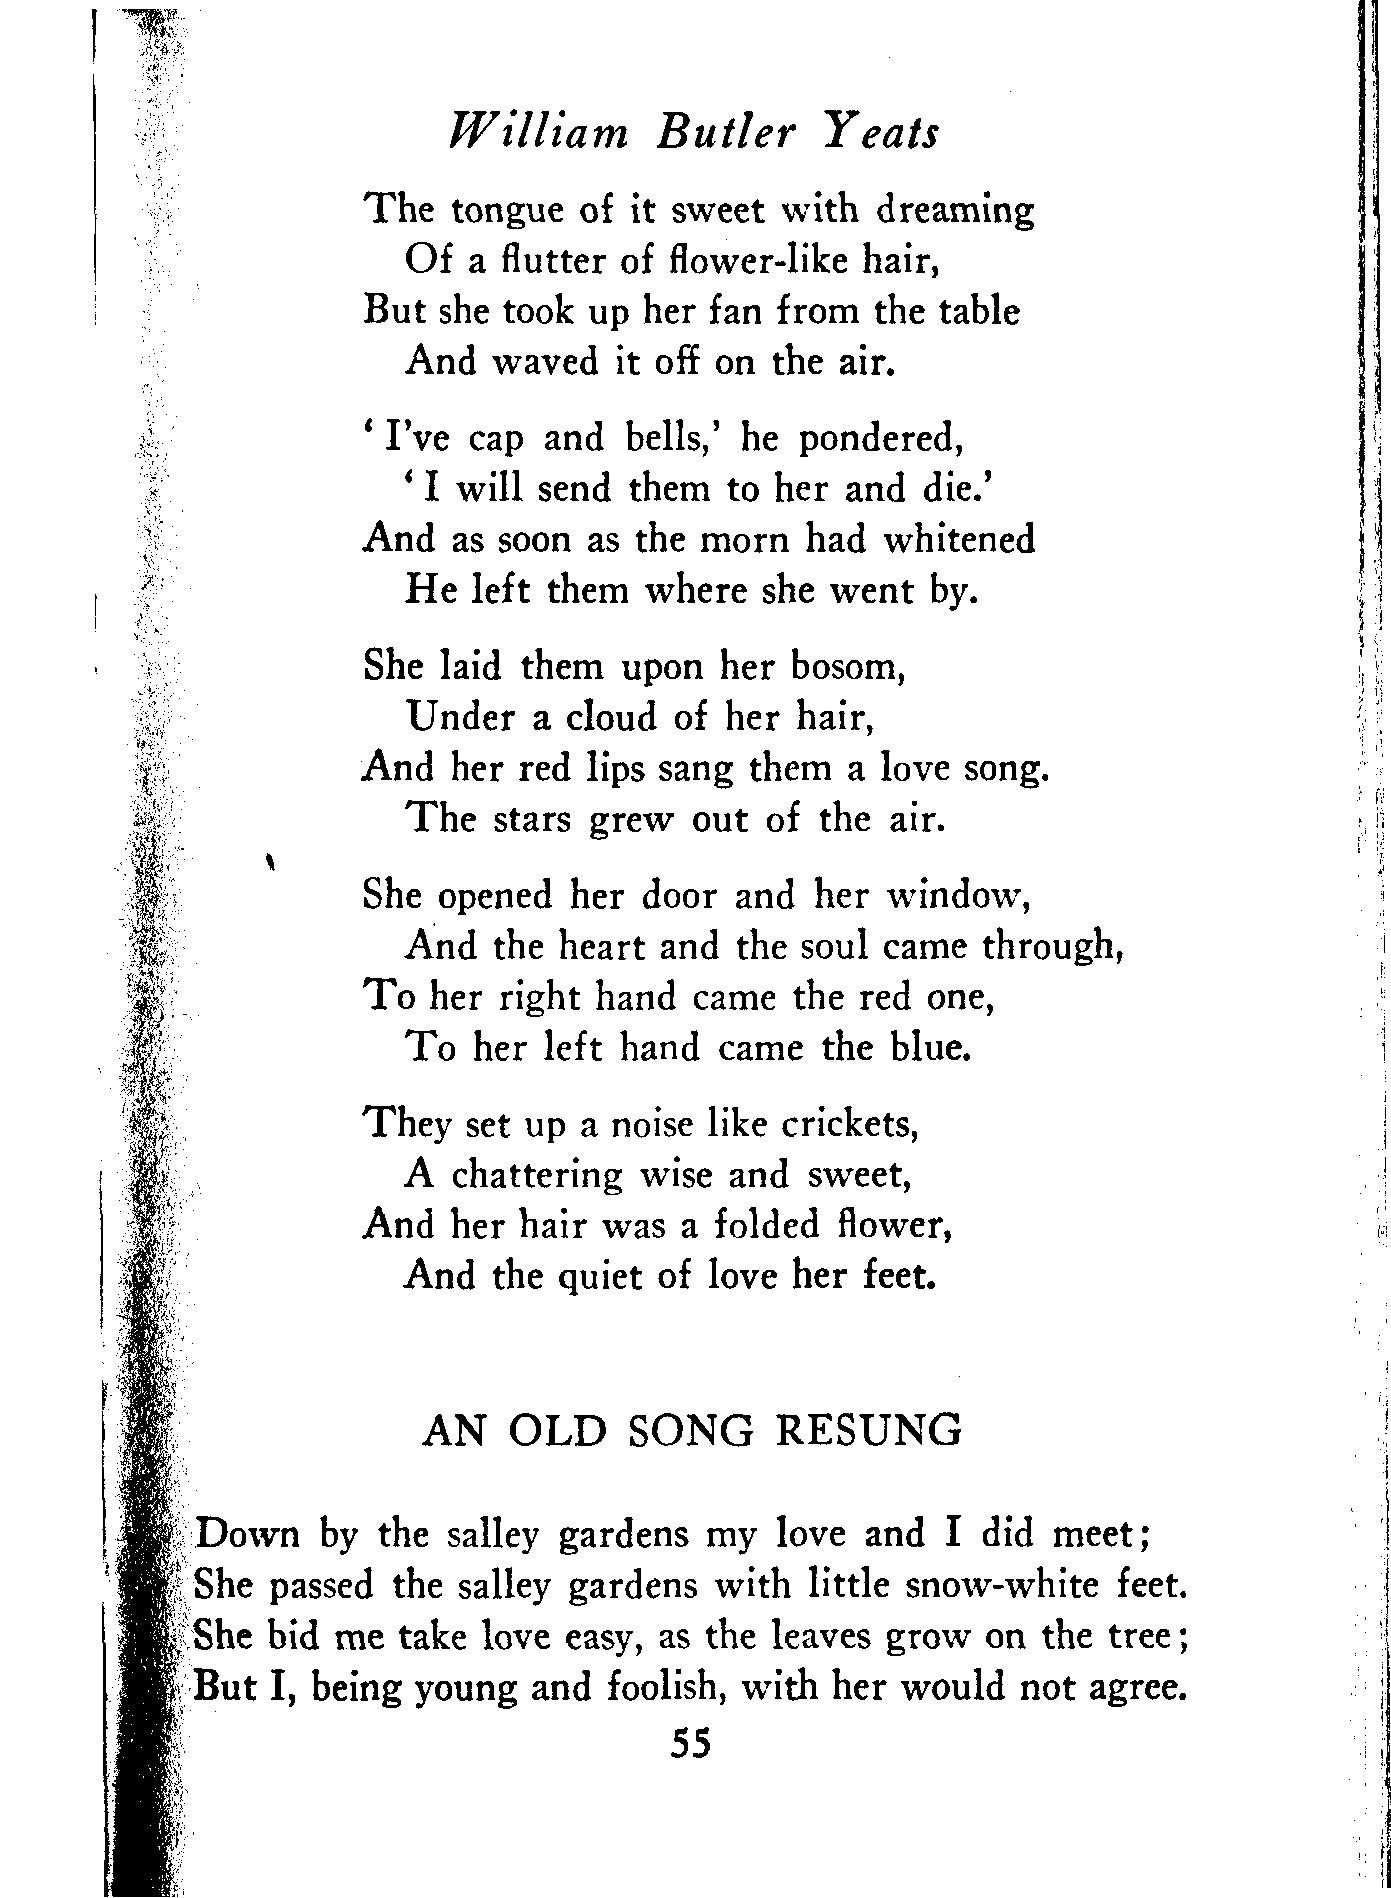 William Butler Yeats
The tongue of it sweet with dreaming
Of a flutter of flower-like hair,
But she took up her fan from the table
And waved it off on the air.
‘ I've cap and bells,’ he pondered,
‘ I will send them to her and die.’
And as soon as the morn had whitened
He left them where she went by.
She laid them upon her bosom,
Under a cloud of her hair,
And her red lips sang them a love song.
The stars grew out of the air.
She opened her door and her window,
And the heart and the soul came through,
To her right hand came the red one,
To her left hand came the blue.
They set up a noise like crickets,
A chattering wise and sweet,
And her hair was a folded flower,
And the quiet of love her feet.
AN OLD SONG RESUNG
Down by the salley gardens my love and I did meet;
She passed the salley gardens with little snow-white feet.
She bid me take love easy, as the leaves grow on the tree;
But I, being young and foolish, with her would not agree.
55